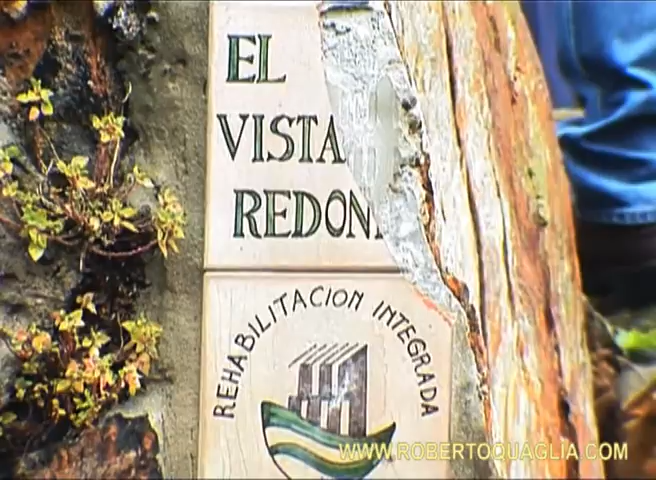 EL
VISTA
REDON
REHABILITACION INTEGRADA
WWW.ROBERTOQUAGLIA.COM